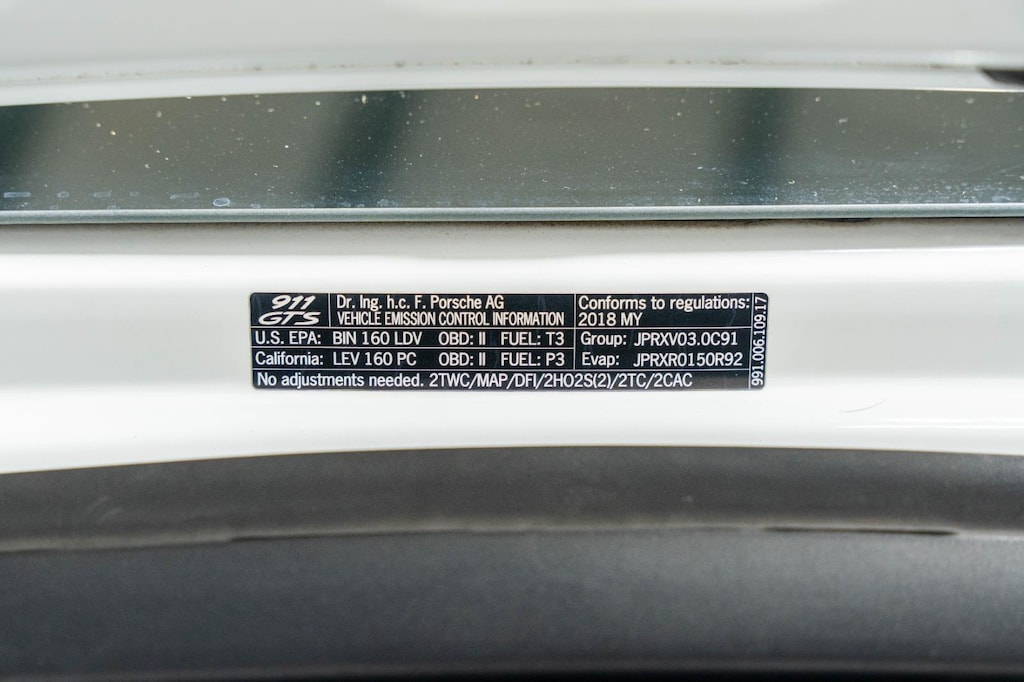 911 GTS
Dr. Ing. h.c. F. Porsche AG
VEHICLE EMISSION CONTROL INFORMATION
Conforms to regulations:
2018 MY
U.S. EPA: BIN 160 LDV OBD: II FUEL: T3 Group: JPRXV03.0C91
California: LEV 160 PC OBD: II FUEL: P3 Evap: JPRXR0150R92
No adjustments needed. 2TWC/MAP/DFI/2HO2S(2)/2TC/2CAC
991.006.109.17